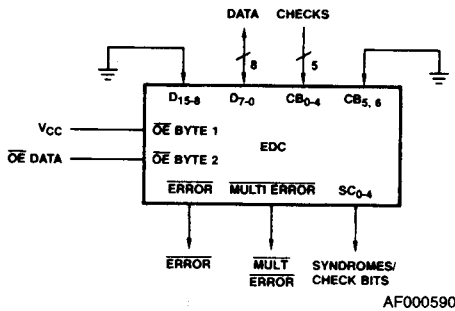 DATA CHECKS
8 5
D15-8 D7-0 CB0-4 CB5, 6
VCC OE BYTE 1
EDC
OE DATA OE BYTE 2
ERROR MULTI ERROR SC0-4
ERROR MULT SYNDROMES/
ERROR CHECK BITS
AF000590